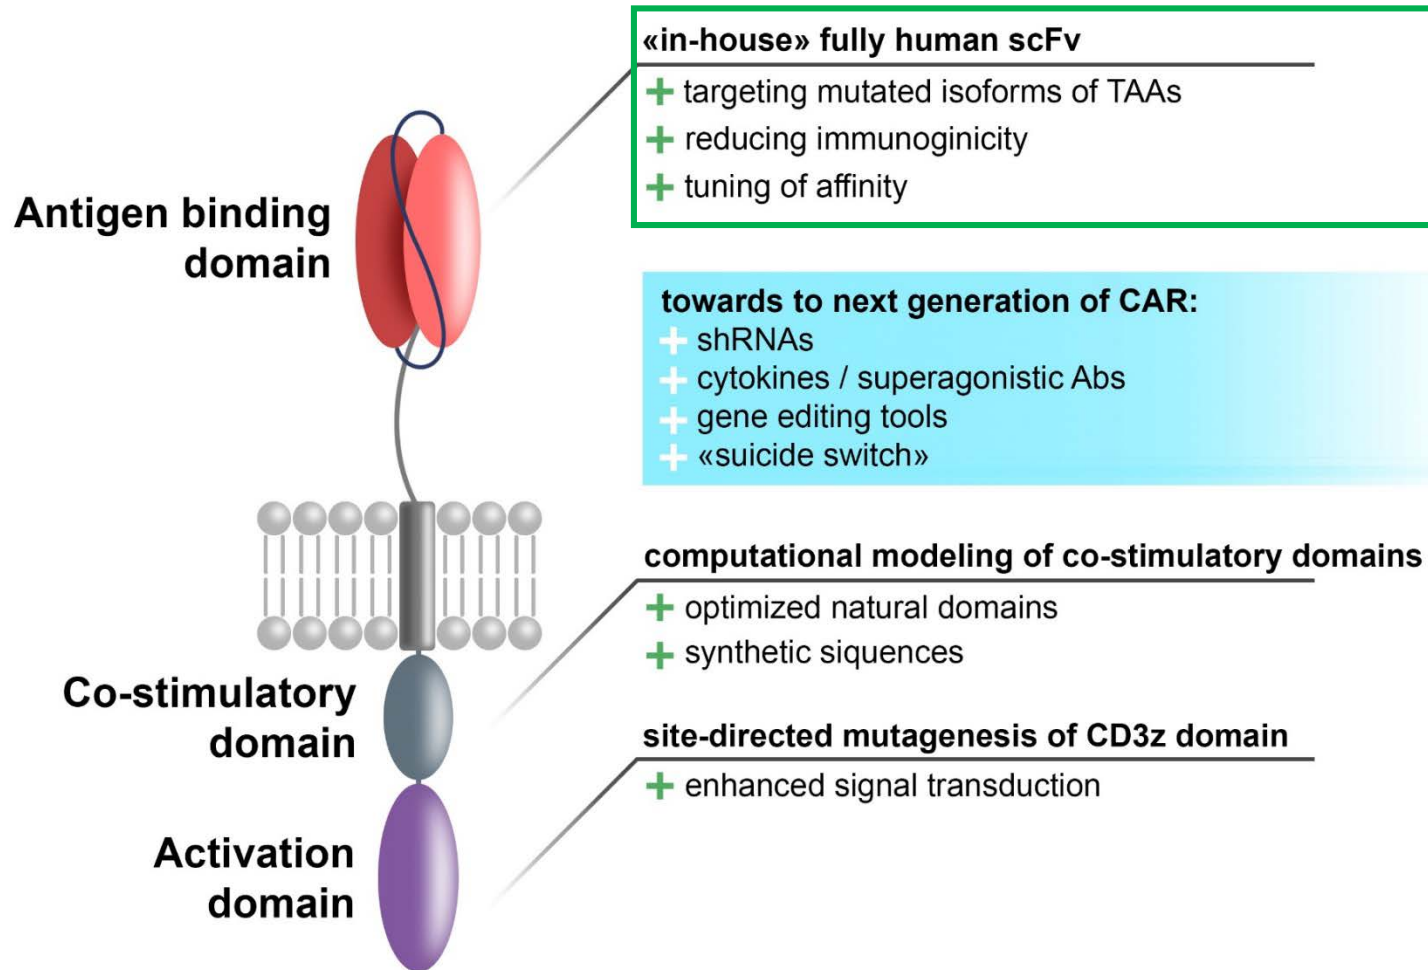 «in-house» fully human scFv
+ targeting mutated isoforms of TAAs
+ reducing immunoginicity
+ tuning of affinity
Antigen binding
domain
towards to next generation of CAR:
+ shRNAs
+ cytokines / superagonistic Abs
+ gene editing tools
+ «suicide switch»
computational modeling of co-stimulatory domains
+ optimized natural domains
+ synthetic siquences
Co-stimulatory
domain
site-directed mutagenesis of CD3z domain
+ enhanced signal transduction
Activation
domain